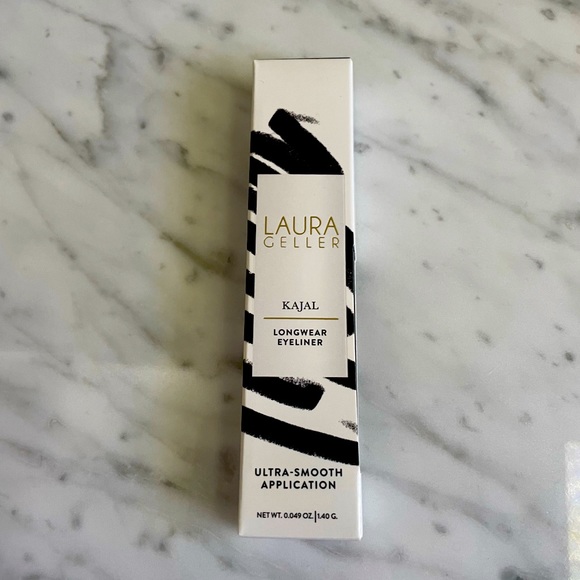 LAURA
GELLER
KAJAL
LONGWEAR
EYELINER
ULTRA-SMOOTH
APPLICATION
NET WT. 0.049 OZ. | 1.40 G.